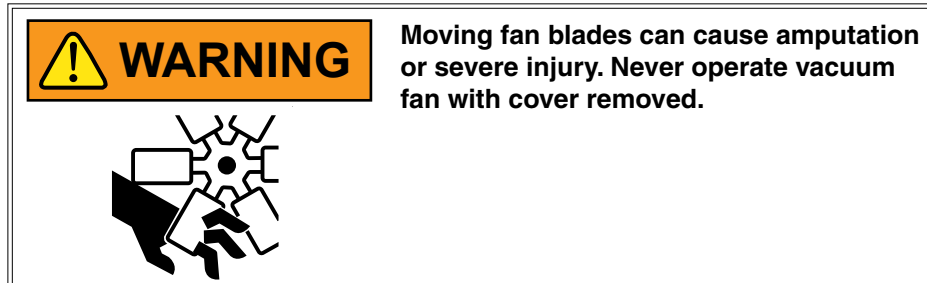 WARNING
Moving fan blades can cause amputation
or severe injury. Never operate vacuum
fan with cover removed.